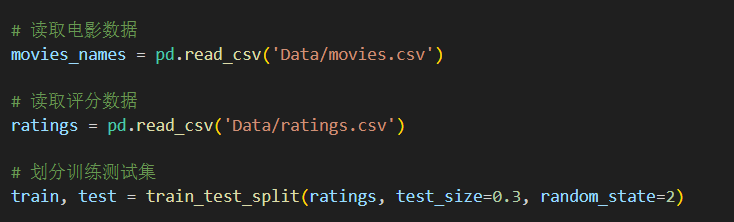 # 读取电影数据
movies_names = pd.read_csv('Data/movies.csv')
# 读取评分数据
ratings = pd.read_csv('Data/ratings.csv')
# 划分训练测试集
train, test = train_test_split(ratings, test_size=0.3, random_state=2)